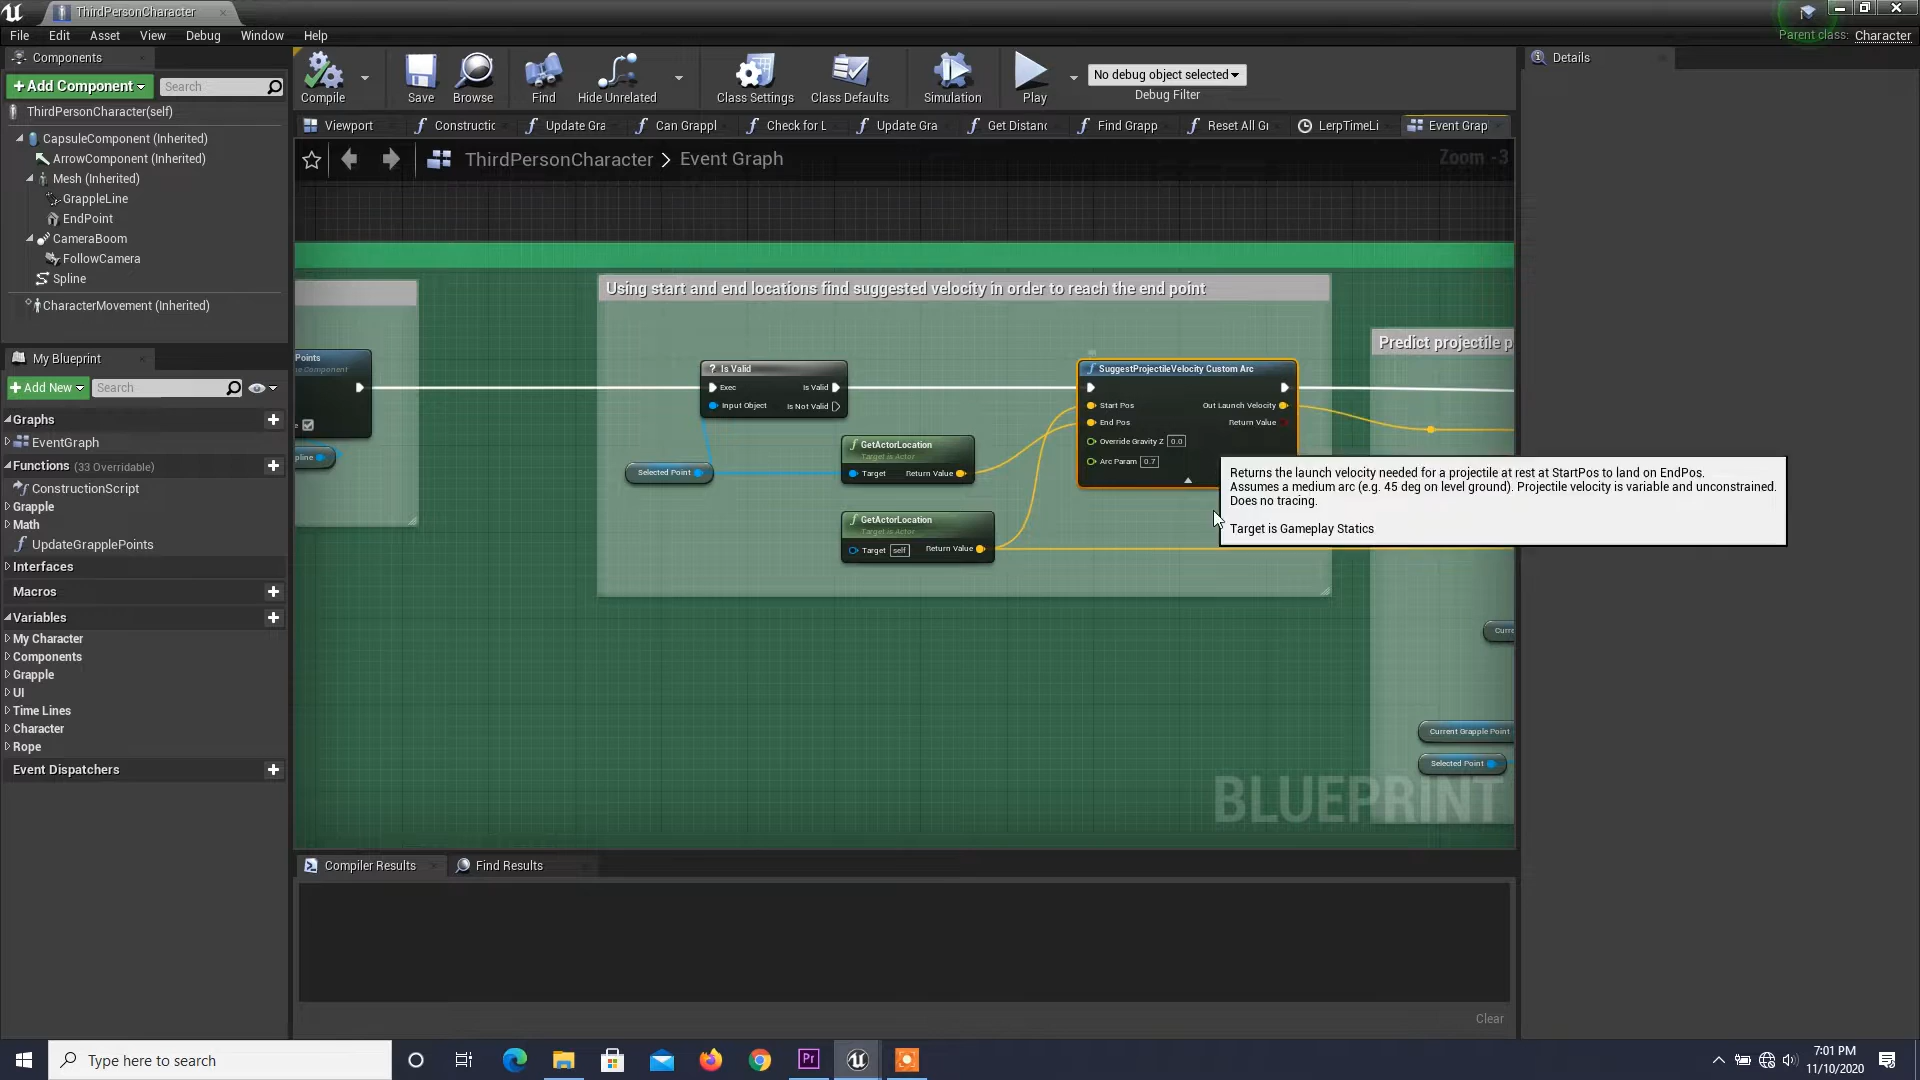 ThirdPersonCharacter
File Edit Asset View Debug Window Help
Parent class: Character
Components
+Add Component
Search
ThirdPersonCharacter(self)
CapsuleComponent (Inherited)
ArrowComponent (Inherited)
Mesh (Inherited)
GrappleLine
EndPoint
CameraBoom
FollowCamera
Spline
CharacterMovement (Inherited)
My Blueprint
+Add New
Search
Graphs
EventGraph
Functions (33 Overridable)
ConstructionScript
Grapple
Math
UpdateGrapplePoints
Interfaces
Macros
Variables
My Character
Components
Grapple
UI
Time Lines
Character
Rope
Event Dispatchers
Compile
Save
Browse
Find
Hide Unrelated
Class Settings
Class Defaults
Simulation
Play
No debug object selected
Debug Filter
Viewport
Constructic
Update Gra
Can Grappl
Check for L
Update Gra
Get Distanc
Find Grapp
Reset All Gi
LerpTimeLi
Event Grap
ThirdPersonCharacter > Event Graph
Zoom -3
Points
Component
Using start and end locations find suggested velocity in order to reach the end point
? Is Valid
Exec
Is Valid
Input Object
Is Not Valid
Selected Point
GetActorLocation
Target is Actor
Target
Return Value
GetActorLocation
Target is Actor
Target self
Return Value
SuggestProjectileVelocity Custom Arc
Start Pos
Out Launch Velocity
End Pos
Return Value
Override Gravity Z 0.0
Arc Param 0.7
Returns the launch velocity needed for a projectile at rest at StartPos to land on EndPos.
Assumes a medium arc (e.g. 45 deg on level ground). Projectile velocity is variable and unconstrained.
Does no tracing.
Target is Gameplay Statics
Predict projectile p
Curre
Current Grapple Point
Selected Point
BLUEPRINT
Details
Compiler Results
Find Results
Clear
Type here to search
Pr
7:01 PM
11/10/2020